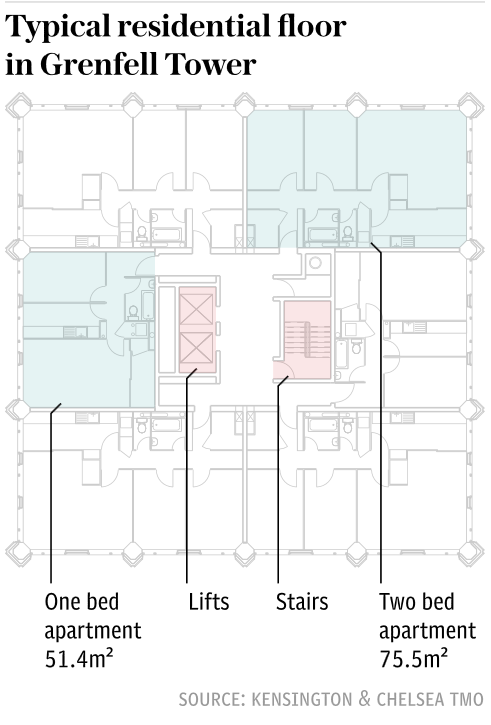 Typical residential floor
in Grenfell Tower
One bed
apartment
51.4m²
Lifts
Stairs
Two bed
apartment
75.5m²
SOURCE: KENSINGTON & CHELSEA TMO